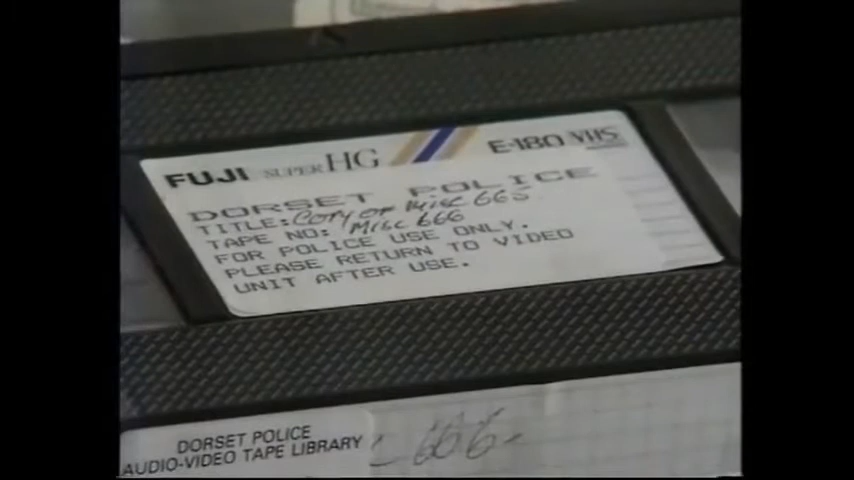 FUJI SUPER HG E-180 VHS
DORSET POLICE
TITLE: Copy of Misc 665
TAPE NO: Misc 666
FOR POLICE USE ONLY.
PLEASE RETURN TO VIDEO
UNIT AFTER USE.
DORSET POLICE
AUDIO-VIDEO TAPE LIBRARY
- 666 -